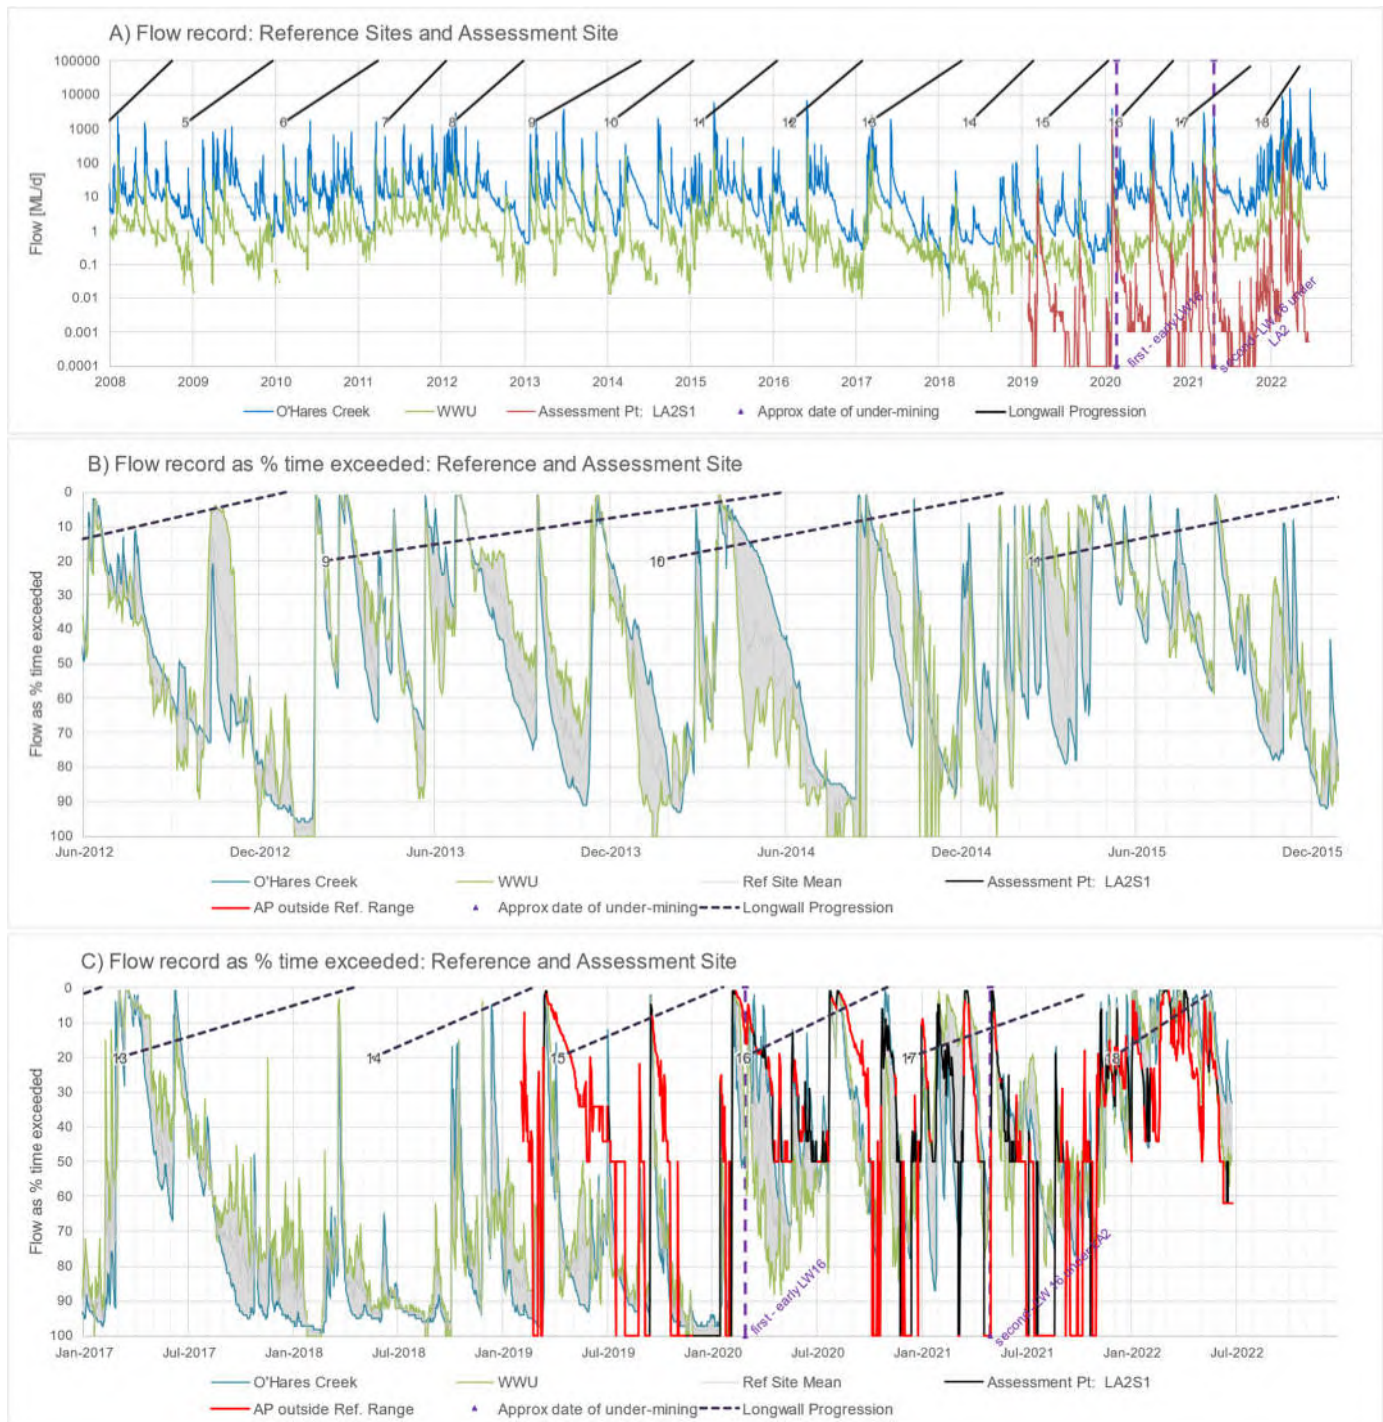 A) Flow record: Reference Sites and Assessment Site
Flow [ML/d]
100000
10000
1000
100
10
1
0.1
0.01
0.001
0.0001
5
6
7
8
9
10
11
12
13
14
15
16
17
18
first - early LW16
second - LW 16 under
LA2
2008 2009 2010 2011 2012 2013 2014 2015 2016 2017 2018 2019 2020 2021 2022
O'Hares Creek WWU Assessment Pt: LA2S1 Approx date of under-mining Longwall Progression
B) Flow record as % time exceeded: Reference and Assessment Site
Flow as % time exceeded
0
10
20
30
40
50
60
70
80
90
100
9
10
11
Jun-2012 Dec-2012 Jun-2013 Dec-2013 Jun-2014 Dec-2014 Jun-2015 Dec-2015
O'Hares Creek WWU Ref Site Mean Assessment Pt: LA2S1
AP outside Ref. Range Approx date of under-mining Longwall Progression
C) Flow record as % time exceeded: Reference and Assessment Site
Flow as % time exceeded
0
10
20
30
40
50
60
70
80
90
100
13
14
15
16
17
18
first - early LW16
second - LW 16 under LA2
Jan-2017 Jul-2017 Jan-2018 Jul-2018 Jan-2019 Jul-2019 Jan-2020 Jul-2020 Jan-2021 Jul-2021 Jan-2022 Jul-2022
O'Hares Creek WWU Ref Site Mean Assessment Pt: LA2S1
AP outside Ref. Range Approx date of under-mining Longwall Progression